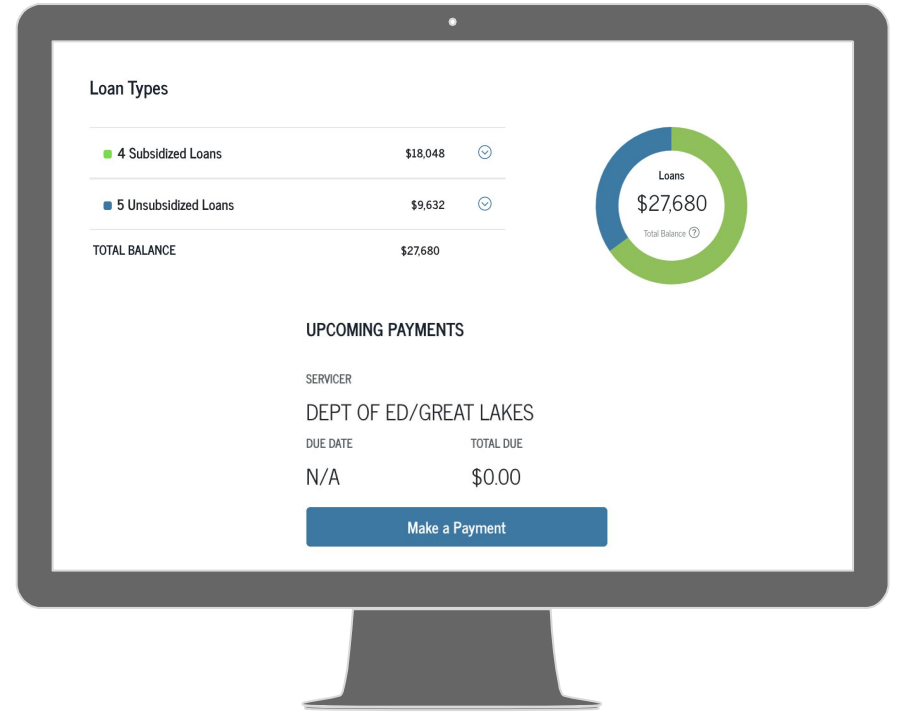 Loan Types
4 Subsidized Loans $18,048
5 Unsubsidized Loans $9,632
TOTAL BALANCE $27,680
Loans
$27,680
Total Balance ?
UPCOMING PAYMENTS
SERVICER
DEPT OF ED/GREAT LAKES
DUE DATE TOTAL DUE
N/A $0.00
Make a Payment